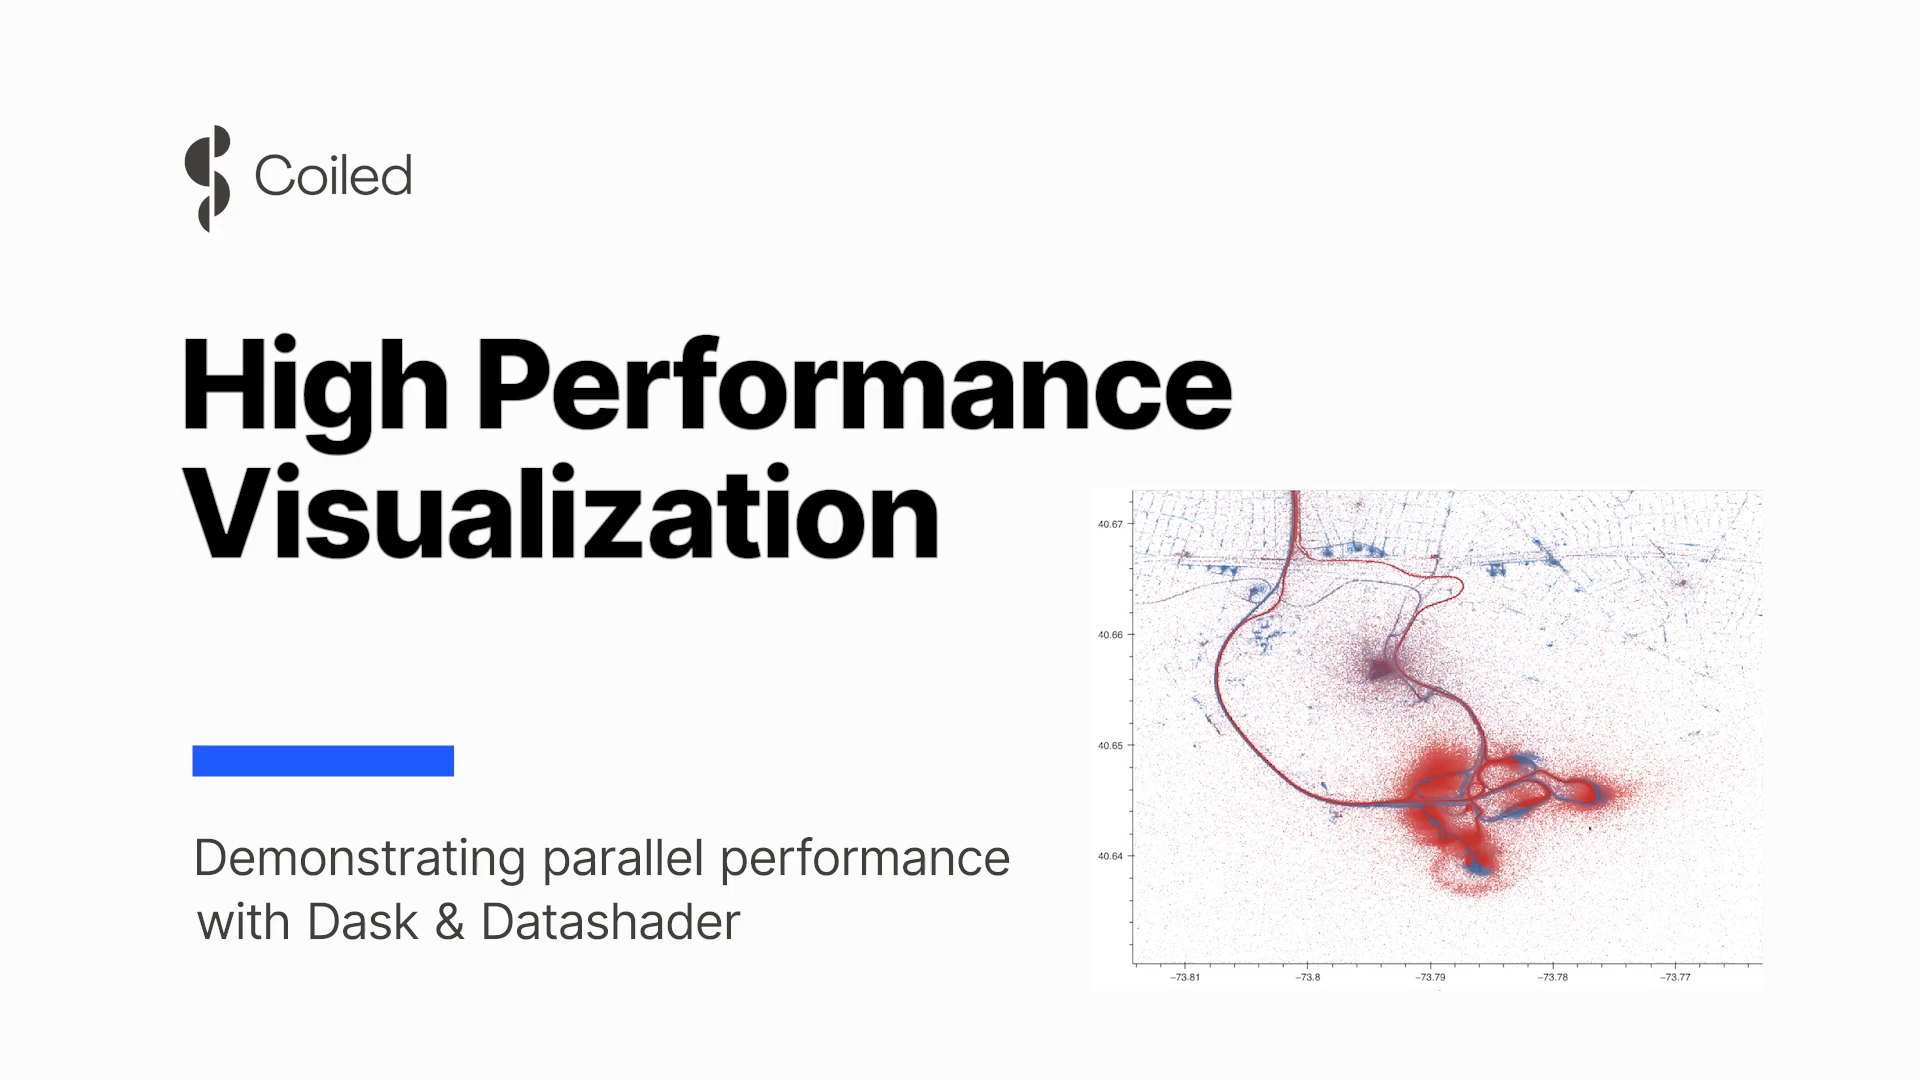 Coiled
High Performance
Visualization
Demonstrating parallel performance
with Dask & Datashader
40.67
40.66
40.65
40.64
−73.81
−73.8
−73.79
−73.78
−73.77